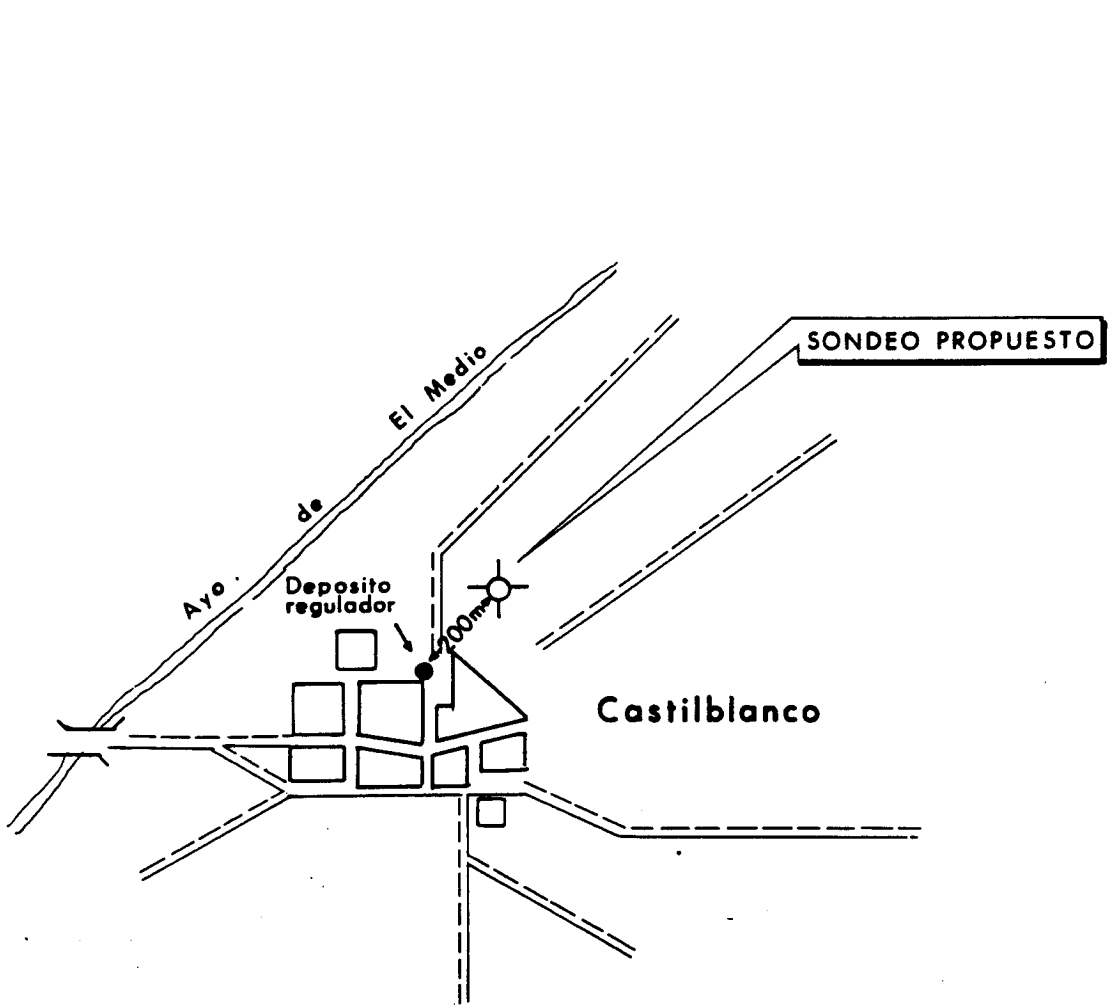 SONDEO PROPUESTO
Ayo. de El Medio
Deposito
regulador
200m
Castilblanco